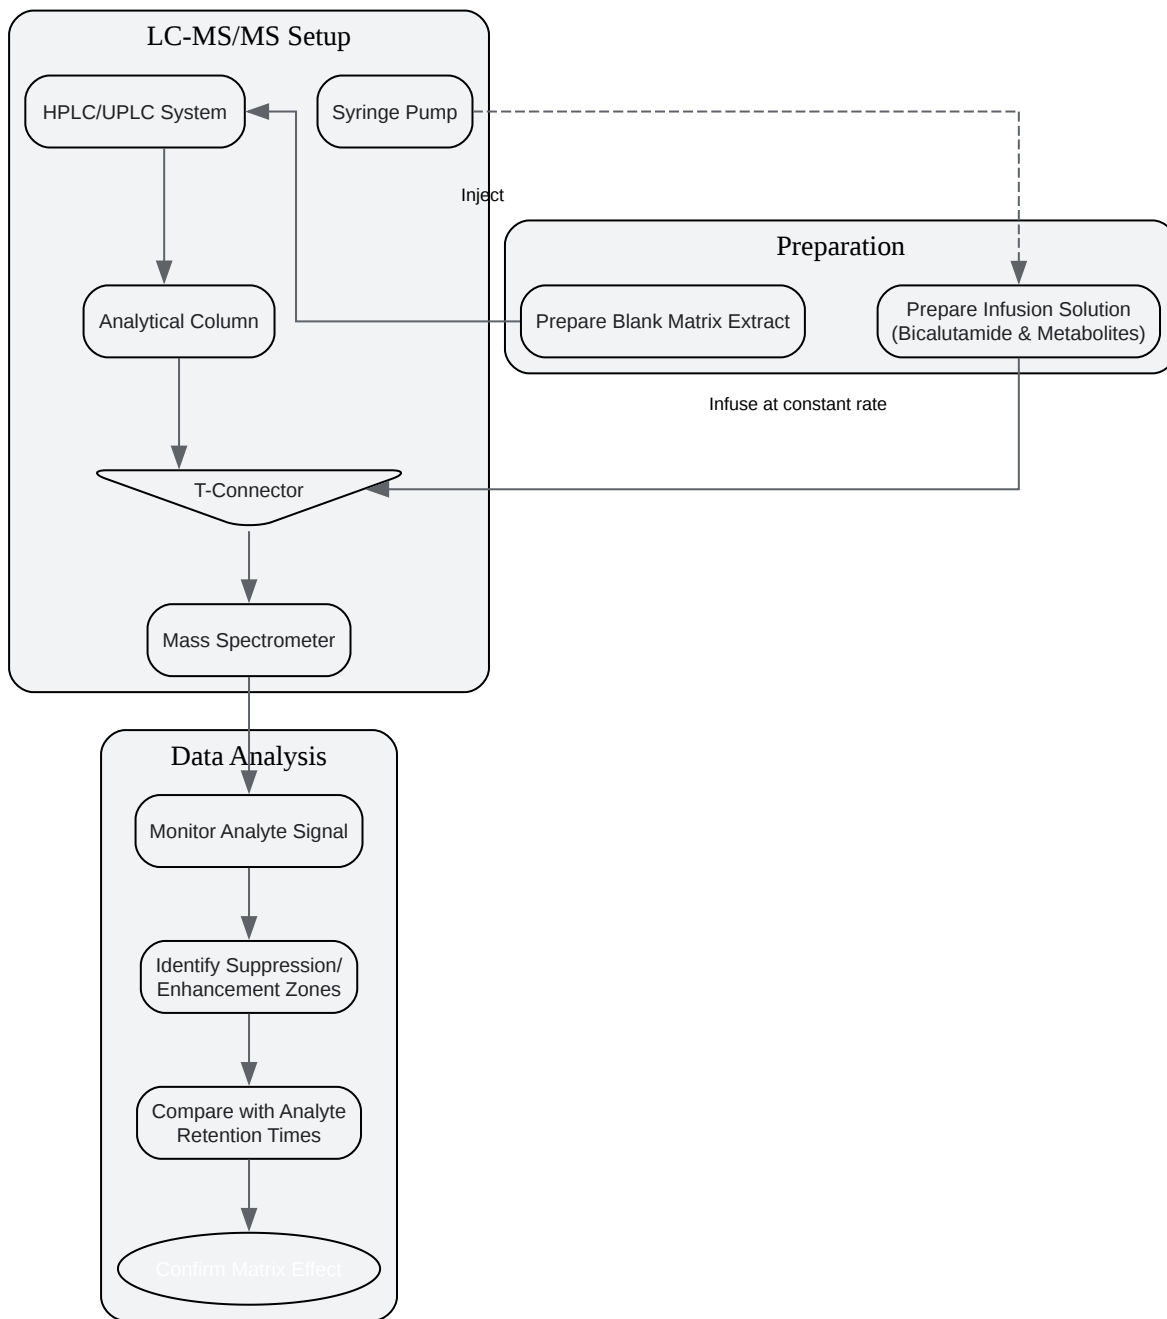 LC-MS/MS Setup
HPLC/UPLC System
Syringe Pump
Inject
Preparation
Analytical Column
Prepare Blank Matrix Extract
Prepare Infusion Solution
(Bicalutamide & Metabolites)
Infuse at constant rate
T-Connector
Mass Spectrometer
Data Analysis
Monitor Analyte Signal
Identify Suppression/
Enhancement Zones
Compare with Analyte
Retention Times
Confirm Matrix Effect